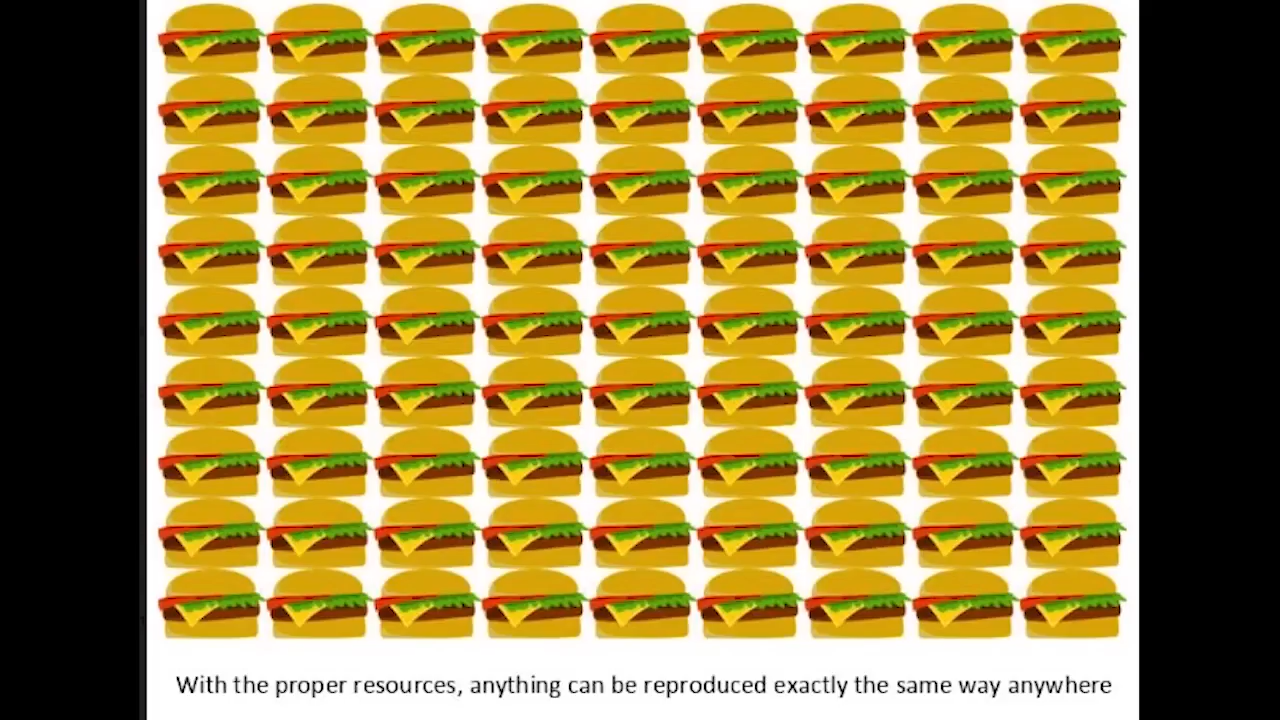 With the proper resources, anything can be reproduced exactly the same way anywhere